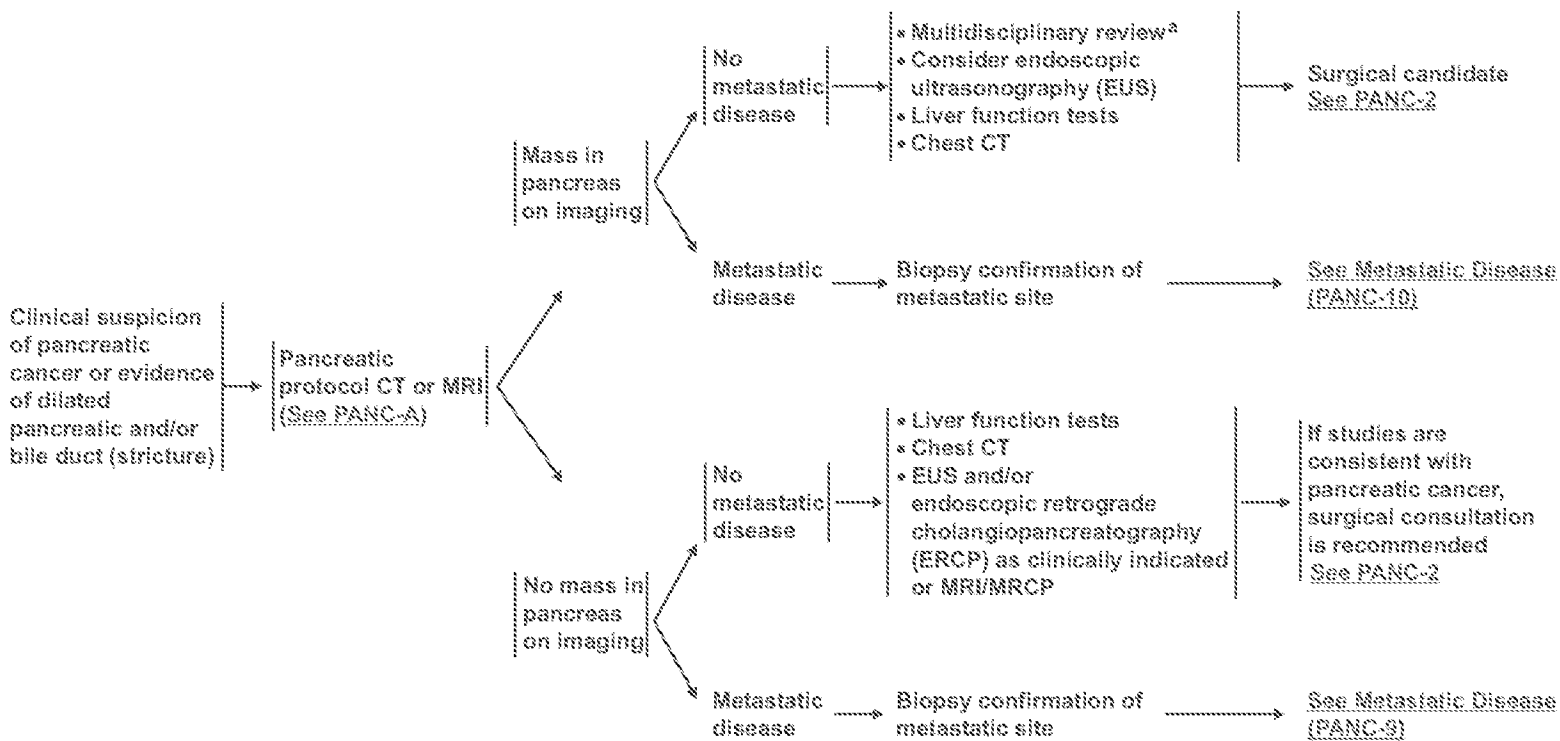 Clinical suspicion
of pancreatic
cancer or evidence
of dilated
pancreatic and/or
bile duct (stricture)
Pancreatic
protocol CT or MRI
(See PANC-A)
Mass in
pancreas
on imaging
No
metastatic
disease
• Multidisciplinary reviewᵃ
• Consider endoscopic
ultrasonography (EUS)
• Liver function tests
• Chest CT
Surgical candidate
See PANC-2
Metastatic
disease
Biopsy confirmation of
metastatic site
See Metastatic Disease
(PANC-10)
No mass in
pancreas
on imaging
No
metastatic
disease
• Liver function tests
• Chest CT
• EUS and/or
endoscopic retrograde
cholangiopancreatography
(ERCP) as clinically indicated
or MRI/MRCP
If studies are
consistent with
pancreatic cancer,
surgical consultation
is recommended
See PANC-2
Metastatic
disease
Biopsy confirmation of
metastatic site
See Metastatic Disease
(PANC-9)